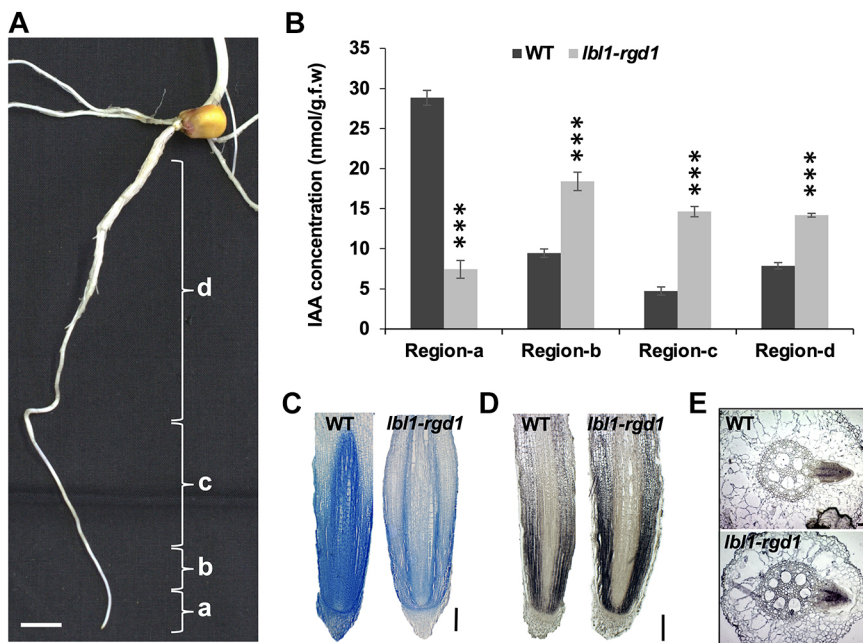 A
d
c
b
a
B
WT lbl1-rgd1
IAA concentration (nmol/g.f.w)
35
30
25
20
15
10
5
0
***
***
***
***
Region-a Region-b Region-c Region-d
C
WT lbl1-rgd1
D
WT lbl1-rgd1
E
WT
lbl1-rgd1